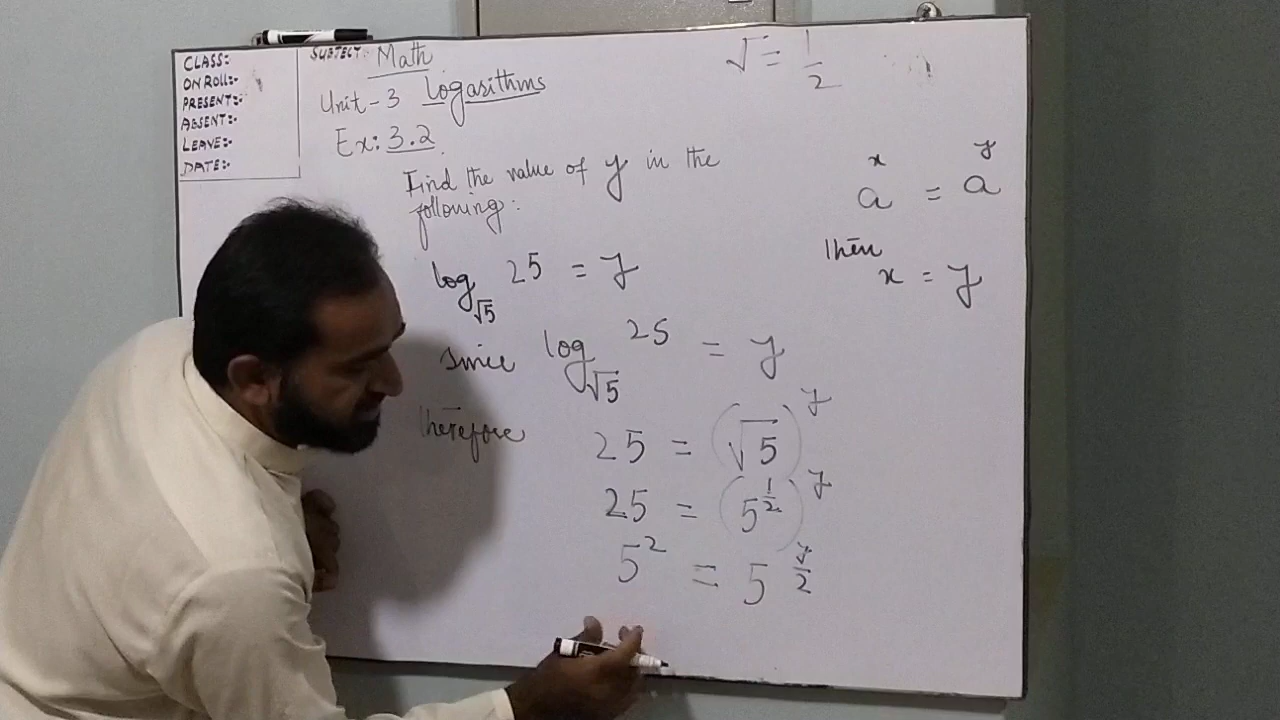 CLASS:
ON ROLL:-
PRESENT:-
ABSENT:-
LEAVE:-
DATE:-
SUBJECT: Math
Unit-3 Logarithms
Ex: 3.2
Find the value of y in the
following:
log√5 25 = y
since log√5 25 = y
Therefore 25 = (√5)^y
25 = (5^1/2)^y
5^2 = 5^y/2
√ = 1/2
a^x = a^y
Then
x = y